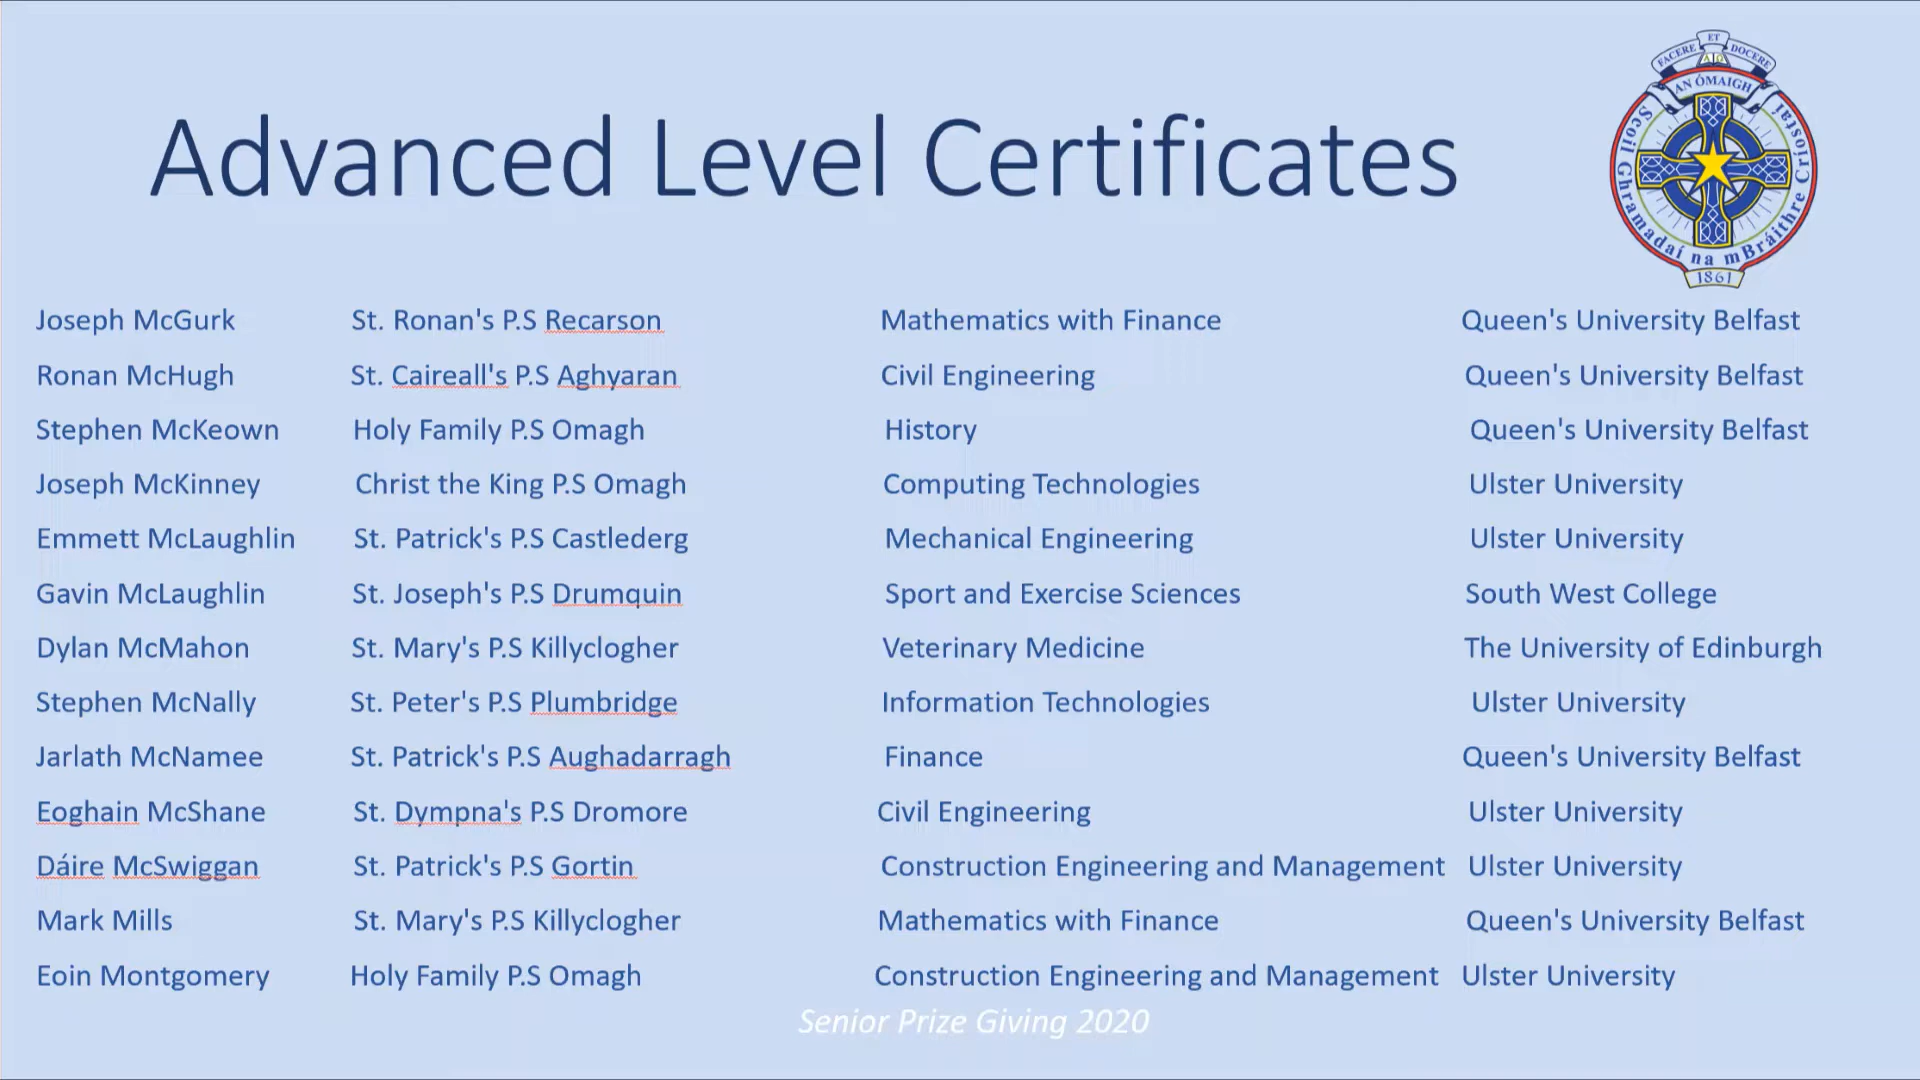 FACERE ET DOCERE
AΩ
AN ÓMAIGH
Scoil Ghramadaí na mBráithre Críostaí
1861
Advanced Level Certificates
Joseph McGurk St. Ronan's P.S Recarson Mathematics with Finance Queen's University Belfast
Ronan McHugh St. Caireall's P.S Aghyaran Civil Engineering Queen's University Belfast
Stephen McKeown Holy Family P.S Omagh History Queen's University Belfast
Joseph McKinney Christ the King P.S Omagh Computing Technologies Ulster University
Emmett McLaughlin St. Patrick's P.S Castlederg Mechanical Engineering Ulster University
Gavin McLaughlin St. Joseph's P.S Drumquin Sport and Exercise Sciences South West College
Dylan McMahon St. Mary's P.S Killyclogher Veterinary Medicine The University of Edinburgh
Stephen McNally St. Peter's P.S Plumbridge Information Technologies Ulster University
Jarlath McNamee St. Patrick's P.S Aughadarragh Finance Queen's University Belfast
Eoghain McShane St. Dympna's P.S Dromore Civil Engineering Ulster University
Dáire McSwiggan St. Patrick's P.S Gortin Construction Engineering and Management Ulster University
Mark Mills St. Mary's P.S Killyclogher Mathematics with Finance Queen's University Belfast
Eoin Montgomery Holy Family P.S Omagh Construction Engineering and Management Ulster University
Senior Prize Giving 2020